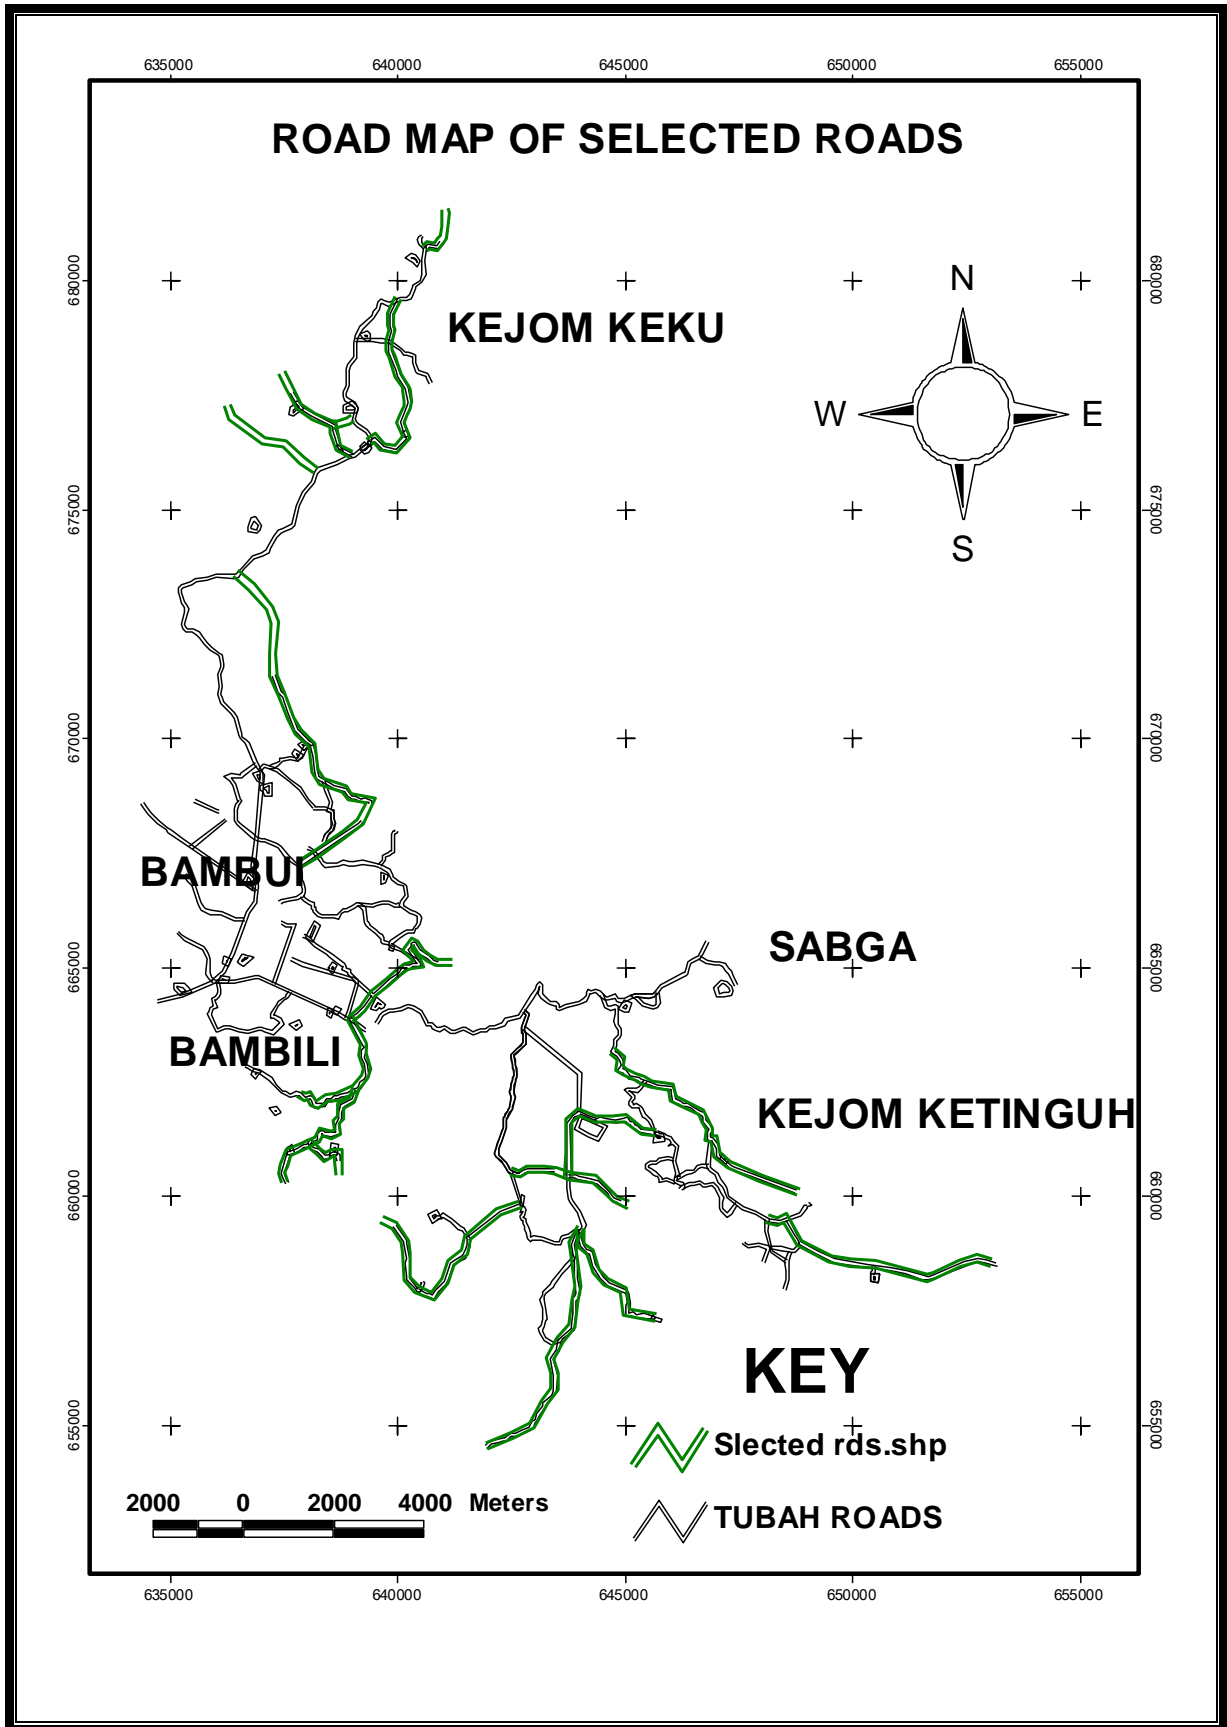 635000 640000 645000 650000 655000
ROAD MAP OF SELECTED ROADS
680000 680000
N
KEJOM KEKU
W E
S
675000 675000
670000 670000
BAMBUI
SABGA
665000 665000
BAMBILI
KEJOM KETINGUH
660000 660000
KEY
655000 655000
Slected rds.shp
2000 0 2000 4000 Meters
TUBAH ROADS
635000 640000 645000 650000 655000